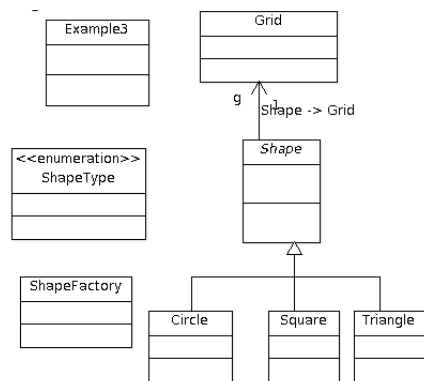 Example3
Grid
g
1
Shape -> Grid
<<enumeration>>
ShapeType
Shape
ShapeFactory
Circle
Square
Triangle